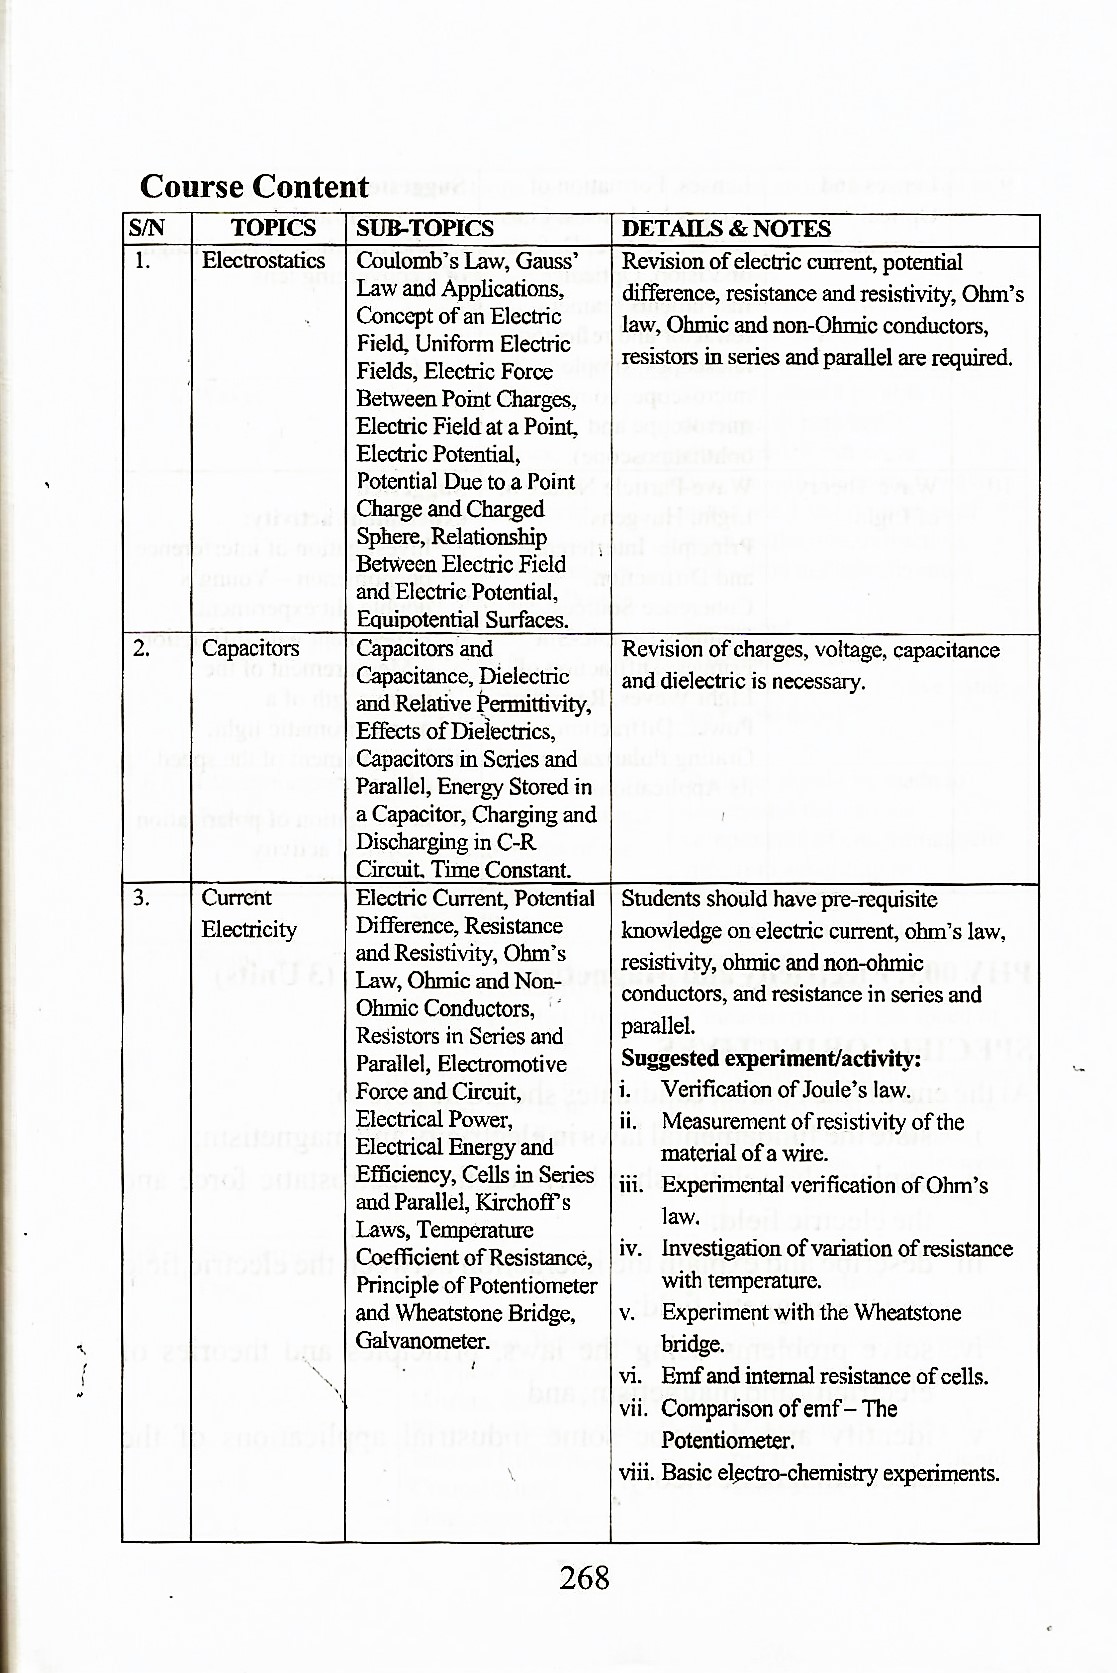 Course Content
S/N TOPICS SUB-TOPICS DETAILS & NOTES
1. Electrostatics
Coulomb's Law, Gauss'
Law and Applications,
Concept of an Electric
Field, Uniform Electric
Fields, Electric Force
Between Point Charges,
Electric Field at a Point,
Electric Potential,
Potential Due to a Point
Charge and Charged
Sphere, Relationship
Between Electric Field
and Electric Potential,
Equipotential Surfaces.
Revision of electric current, potential
difference, resistance and resistivity, Ohm's
law, Ohmic and non-Ohmic conductors,
resistors in series and parallel are required.
2. Capacitors
Capacitors and
Capacitance, Dielectric
and Relative Permittivity,
Effects of Dielectrics,
Capacitors in Series and
Parallel, Energy Stored in
a Capacitor, Charging and
Discharging in C-R
Circuit, Time Constant.
Revision of charges, voltage, capacitance
and dielectric is necessary.
3. Current
Electricity
Electric Current, Potential
Difference, Resistance
and Resistivity, Ohm's
Law, Ohmic and Non-
Ohmic Conductors,
Resistors in Series and
Parallel, Electromotive
Force and Circuit,
Electrical Power,
Electrical Energy and
Efficiency, Cells in Series
and Parallel, Kirchoff's
Laws, Temperature
Coefficient of Resistance,
Principle of Potentiometer
and Wheatstone Bridge,
Galvanometer.
Students should have pre-requisite
knowledge on electric current, ohm's law,
resistivity, ohmic and non-ohmic
conductors, and resistance in series and
parallel.
Suggested experiment/activity:
i. Verification of Joule's law.
ii. Measurement of resistivity of the
material of a wire.
iii. Experimental verification of Ohm's
law.
iv. Investigation of variation of resistance
with temperature.
v. Experiment with the Wheatstone
bridge.
vi. Emf and internal resistance of cells.
vii. Comparison of emf – The
Potentiometer.
viii. Basic electro-chemistry experiments.
268